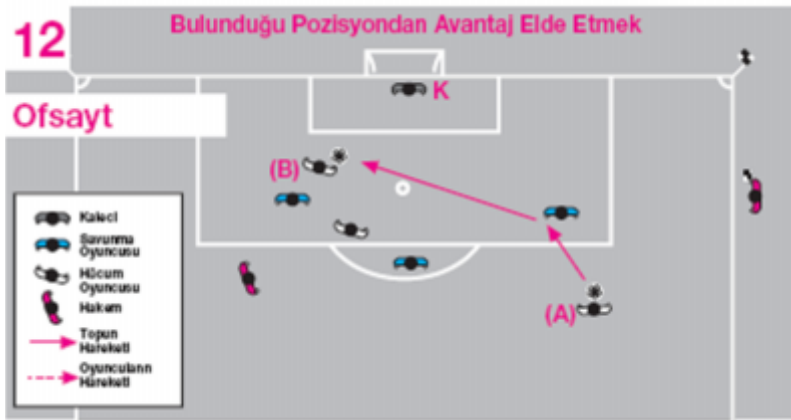 12
Bulunduğu Pozisyondan Avantaj Elde Etmek
Ofsayt
K
(B)
(A)
Kaleci
Savunma
Oyuncusu
Hücum
Oyuncusu
Hakem
Topun
Hareketi
Oyuncuların
Hareketi